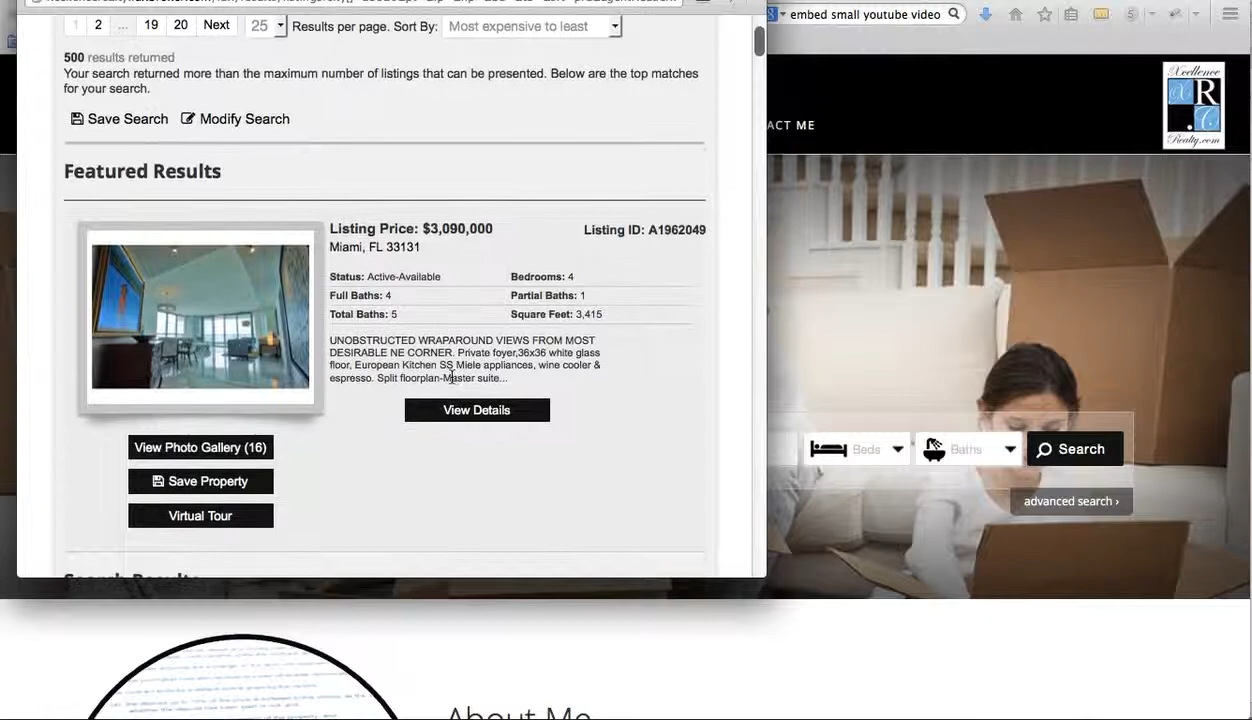 embed small youtube video
1 2 ... 19 20 Next 25 Results per page. Sort By: Most expensive to least
500 results returned
Your search returned more than the maximum number of listings that can be presented. Below are the top matches
for your search.
Save Search Modify Search
Featured Results
Listing Price: $3,090,000 Listing ID: A1962049
Miami, FL 33131
Status: Active-Available Bedrooms: 4
Full Baths: 4 Partial Baths: 1
Total Baths: 5 Square Feet: 3,415
UNOBSTRUCTED WRAPAROUND VIEWS FROM MOST
DESIRABLE NE CORNER. Private foyer,36x36 white glass
floor, European Kitchen SS Miele appliances, wine cooler &
espresso. Split floorplan-Master suite...
View Details
View Photo Gallery (16)
Save Property
Virtual Tour
Search Results
ACT ME
Xcellence
X R
.C
Realty.com
Beds Baths Search
advanced search ›
About Me